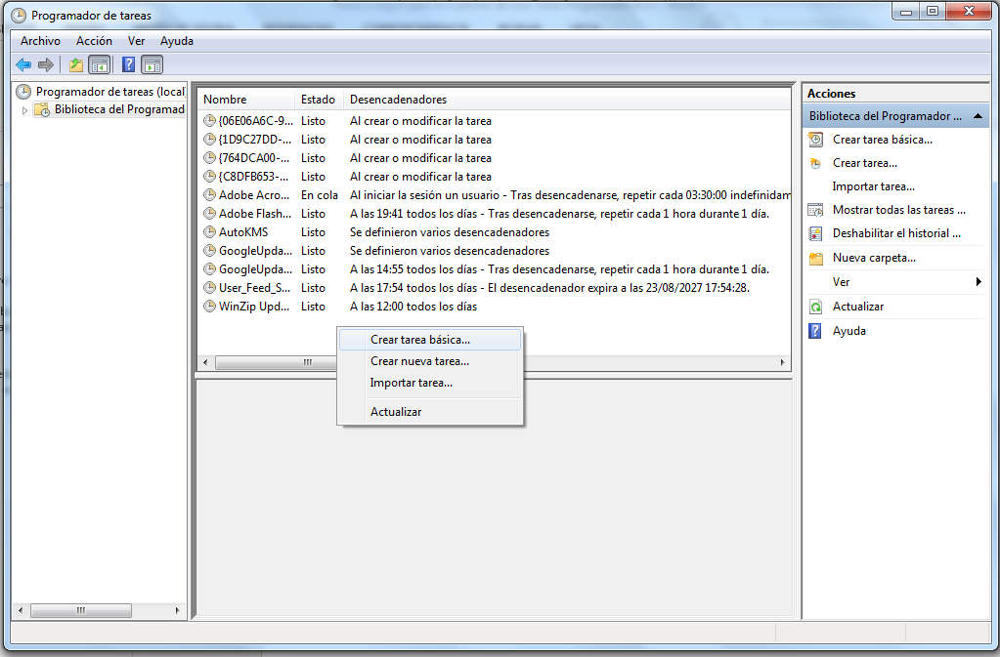 Programador de tareas
Archivo Acción Ver Ayuda
Programador de tareas (local)
Biblioteca del Programad
Nombre Estado Desencadenadores
{06E06A6C-9... Listo Al crear o modificar la tarea
{1D9C27DD-... Listo Al crear o modificar la tarea
{764DCA00-... Listo Al crear o modificar la tarea
{C8DFB653-... Listo Al crear o modificar la tarea
Adobe Acro... En cola Al iniciar la sesión un usuario - Tras desencadenarse, repetir cada 03:30:00 indefinidam
Adobe Flash... Listo A las 19:41 todos los días - Tras desencadenarse, repetir cada 1 hora durante 1 día.
AutoKMS Listo Se definieron varios desencadenadores
GoogleUpda... Listo Se definieron varios desencadenadores
GoogleUpda... Listo A las 14:55 todos los días - Tras desencadenarse, repetir cada 1 hora durante 1 día.
User_Feed_S... Listo A las 17:54 todos los días - El desencadenador expira a las 23/08/2027 17:54:28.
WinZip Upd... Listo A las 12:00 todos los días
Crear tarea básica...
Crear nueva tarea...
Importar tarea...
Actualizar
Acciones
Biblioteca del Programador ...
Crear tarea básica...
Crear tarea...
Importar tarea...
Mostrar todas las tareas ...
Deshabilitar el historial ...
Nueva carpeta...
Ver
Actualizar
Ayuda